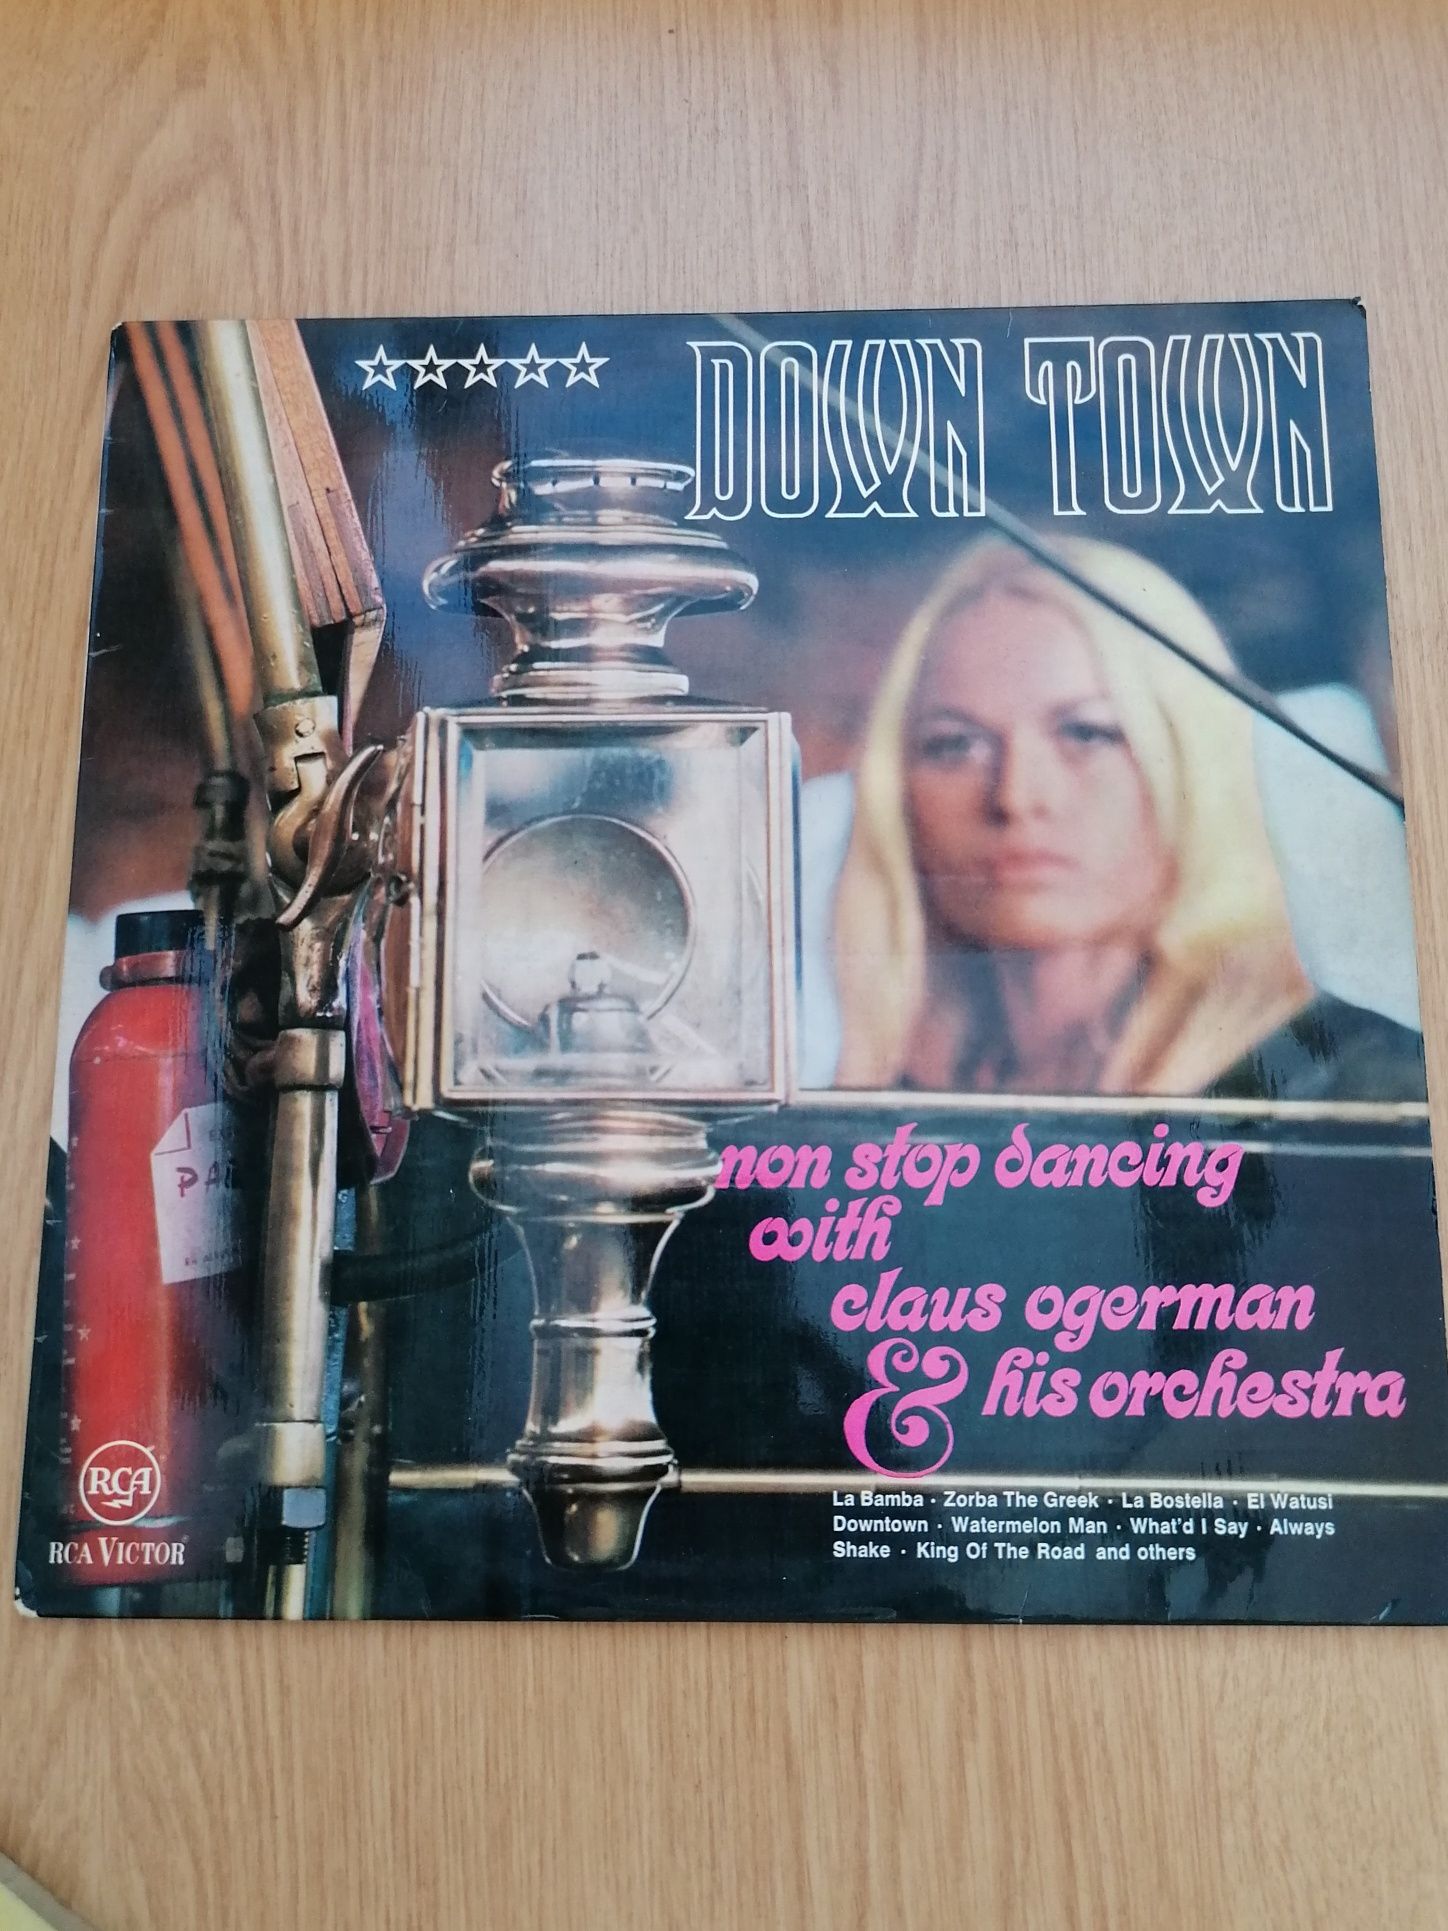 DOWN TOWN
non stop dancing
with
claus ogerman
& his orchestra
La Bamba · Zorba The Greek · La Bostella · El Watusi
Downtown · Watermelon Man · What'd I Say · Always
Shake · King Of The Road and others
RCA
RCA VICTOR